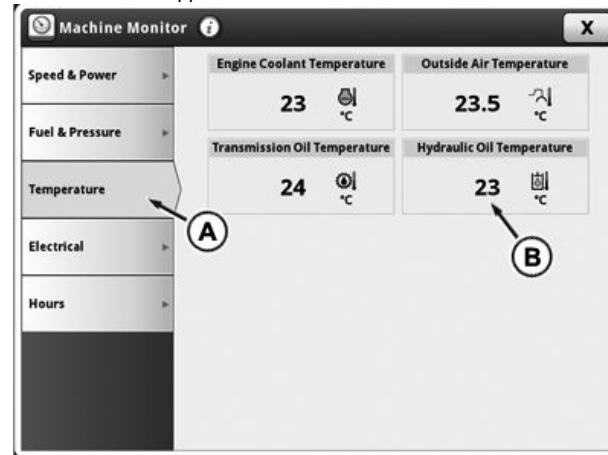 Machine Monitor
X
Speed & Power
Fuel & Pressure
Temperature
Electrical
Hours
Engine Coolant Temperature
23
°C
Outside Air Temperature
23.5
°C
Transmission Oil Temperature
24
°C
Hydraulic Oil Temperature
23
°C
A
B